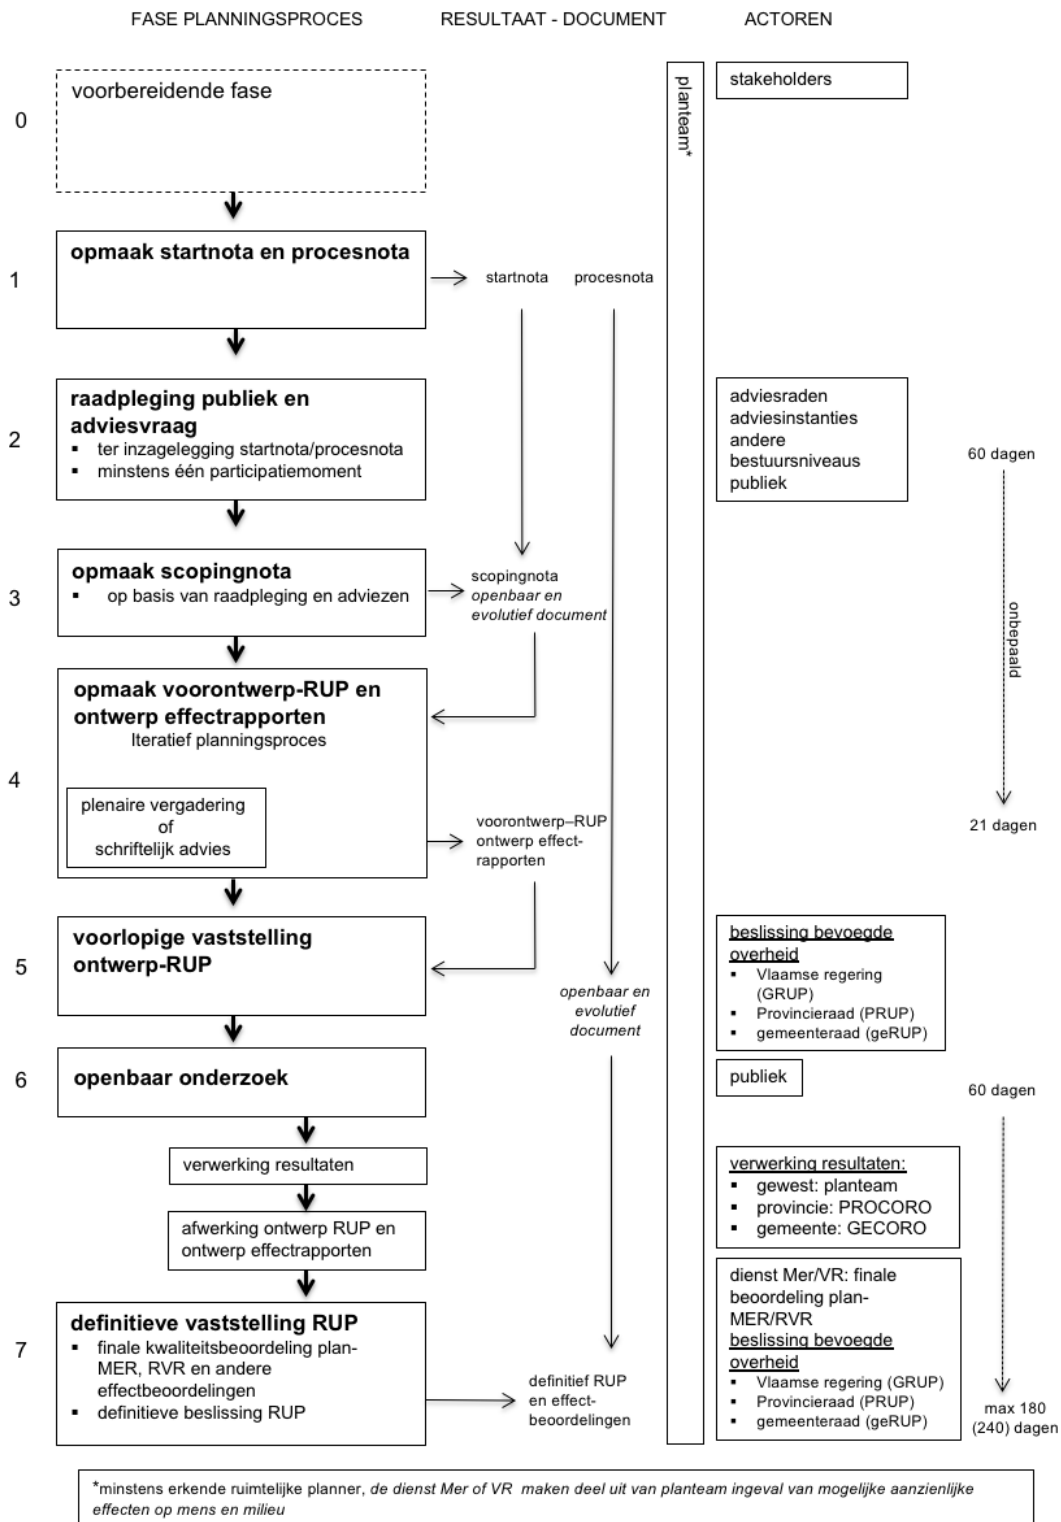 FASE PLANNINGSPROCES
RESULTAAT - DOCUMENT
ACTOREN
0
voorbereidende fase
planteam*
stakeholders
1
opmaak startnota en procesnota
startnota
procesnota
2
raadpleging publiek en
adviesvraag
▪ ter inzagelegging startnota/procesnota
▪ minstens één participatiemoment
adviesraden
adviesinstanties
andere
bestuursniveaus
publiek
60 dagen
3
opmaak scopingnota
▪ op basis van raadpleging en adviezen
scopingnota
openbaar en
evolutief document
onbepaald
4
opmaak voorontwerp-RUP en
ontwerp effectrapporten
Iteratief planningsproces
plenaire vergadering
of
schriftelijk advies
voorontwerp–RUP
ontwerp effect-
rapporten
21 dagen
5
voorlopige vaststelling
ontwerp-RUP
openbaar en
evolutief
document
beslissing bevoegde
overheid
▪ Vlaamse regering
(GRUP)
▪ Provincieraad (PRUP)
▪ gemeenteraad (geRUP)
6
openbaar onderzoek
publiek
60 dagen
verwerking resultaten
verwerking resultaten:
▪ gewest: planteam
▪ provincie: PROCORO
▪ gemeente: GECORO
afwerking ontwerp RUP en
ontwerp effectrapporten
7
definitieve vaststelling RUP
▪ finale kwaliteitsbeoordeling plan-
MER, RVR en andere
effectbeoordelingen
▪ definitieve beslissing RUP
definitief RUP
en effect-
beoordelingen
dienst Mer/VR: finale
beoordeling plan-
MER/RVR
beslissing bevoegde
overheid
▪ Vlaamse regering (GRUP)
▪ Provincieraad (PRUP)
▪ gemeenteraad (geRUP)
max 180
(240) dagen
*minstens erkende ruimtelijke planner, de dienst Mer of VR maken deel uit van planteam ingeval van mogelijke aanzienlijke
effecten op mens en milieu